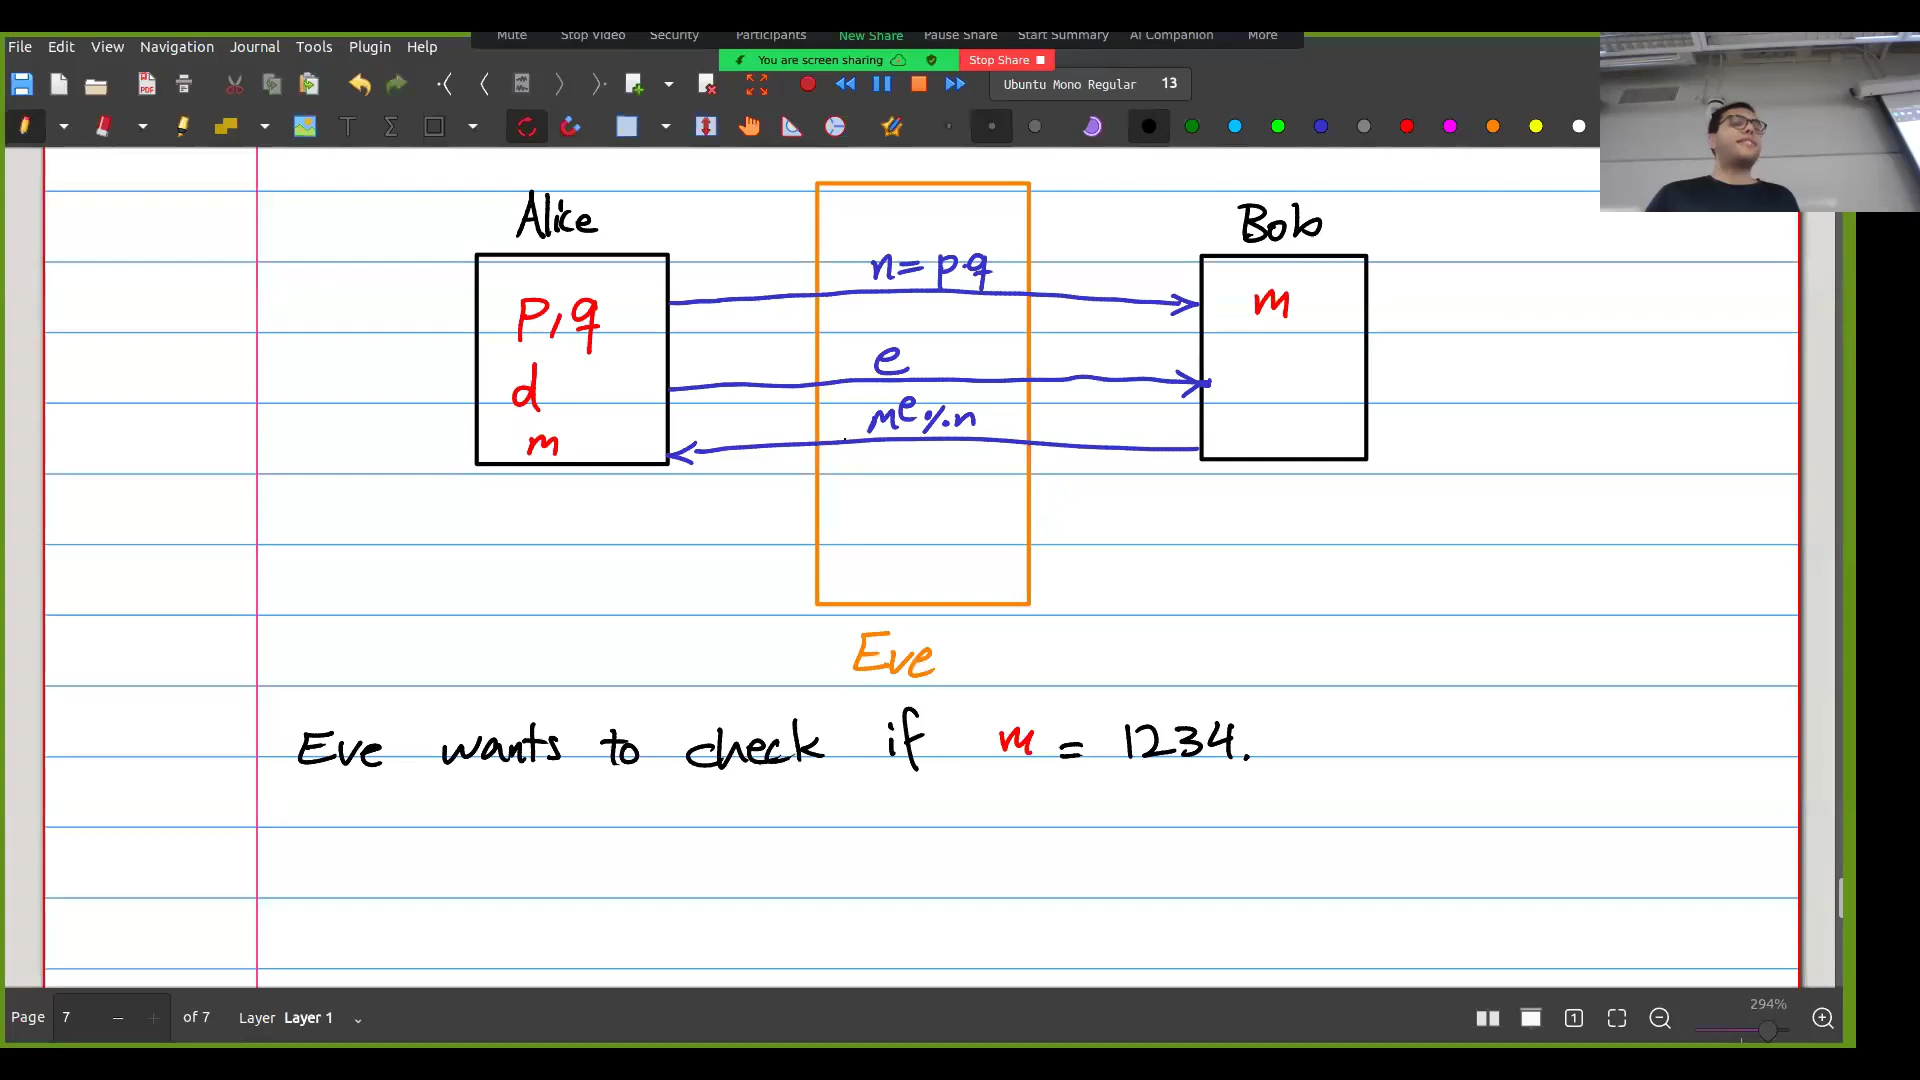 Mute Stop Video Security Participants New Share Pause Share Start Summary AI Companion More
File Edit View Navigation Journal Tools Plugin Help
You are screen sharing Stop Share
PDF Ubuntu Mono Regular 13
Alice Bob
n = p·q
p, q m
e
d
m^e % n
m
Eve
Eve wants to check if m = 1234.
Page 7 of 7 Layer Layer 1 294%